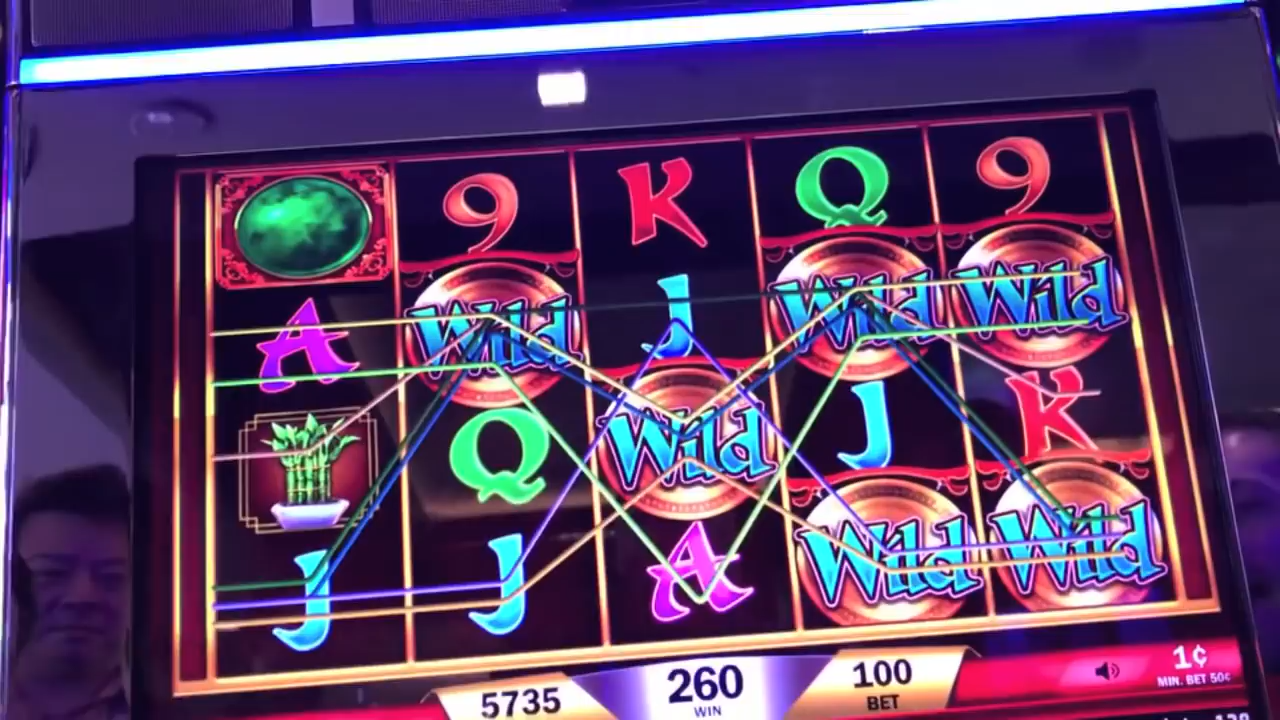 9 K Q 9
A Wild J Wild Wild
Q Wild J K
J J A Wild Wild
5735 260 100 1¢
WIN BET MIN. BET 50¢